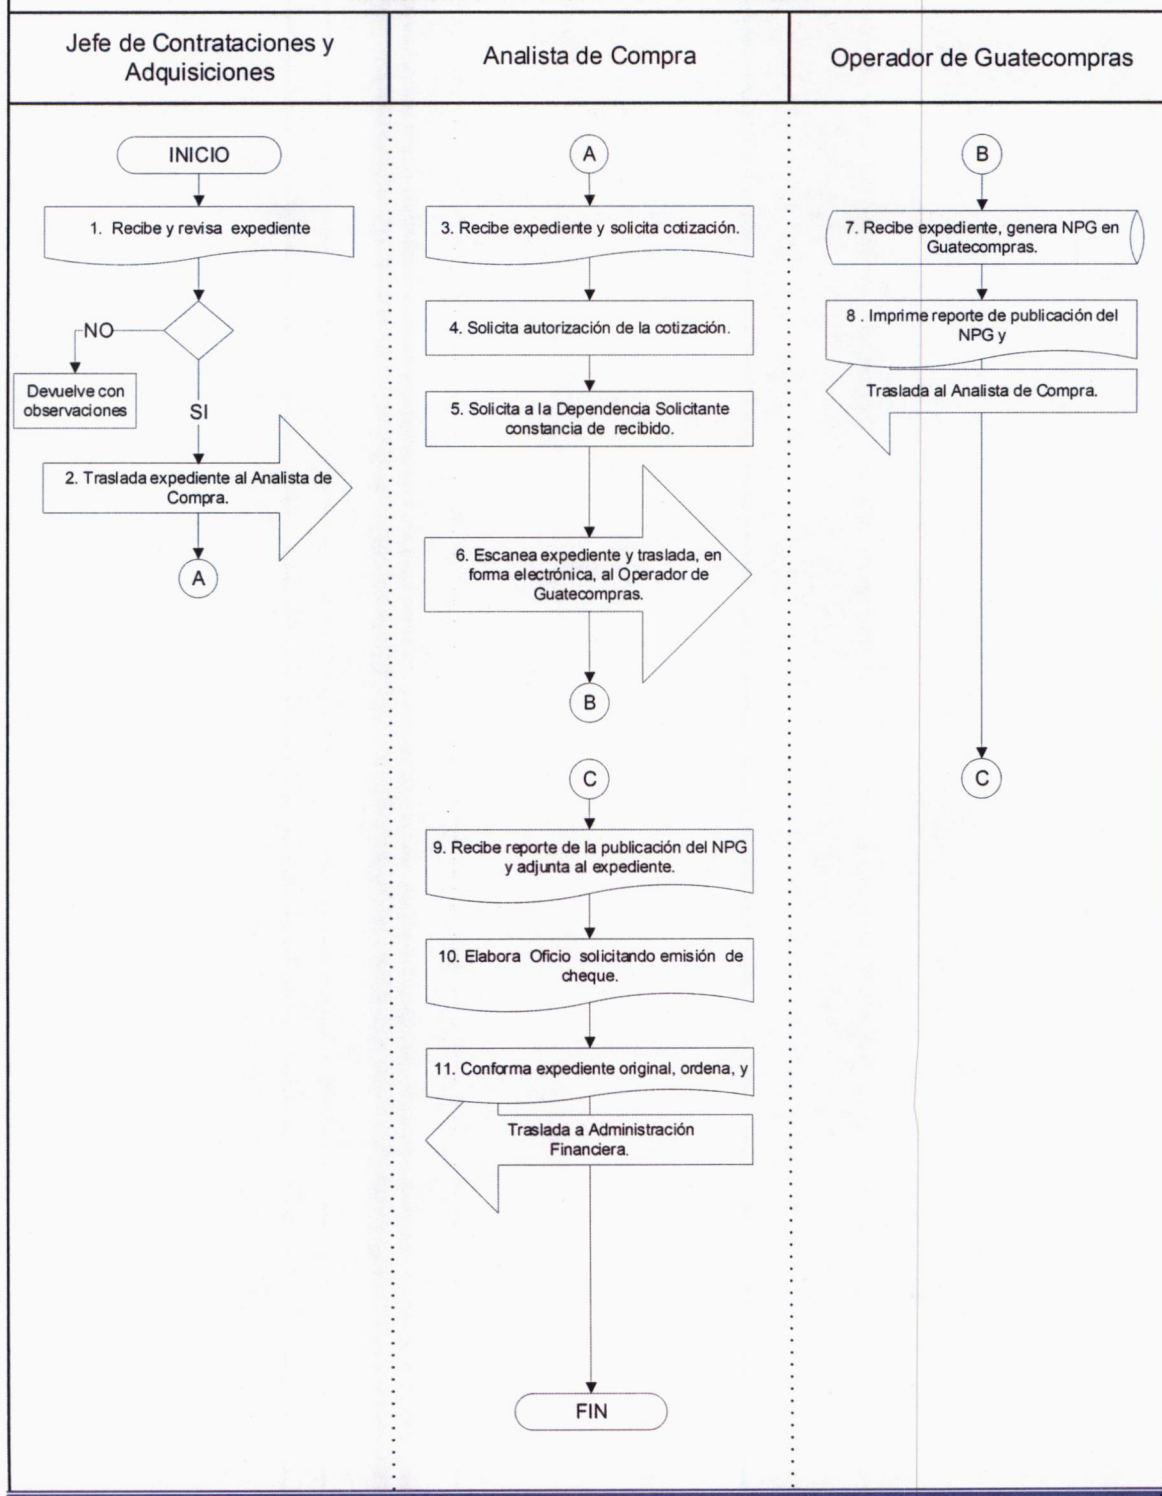 Jefe de Contrataciones y
Adquisiciones
Analista de Compra
Operador de Guatecompras
INICIO
1. Recibe y revisa expediente
NO
Devuelve con
observaciones
SI
2. Traslada expediente al Analista de
Compra.
A
A
3. Recibe expediente y solicita cotización.
4. Solicita autorización de la cotización.
5. Solicita a la Dependencia Solicitante
constancia de recibido.
6. Escanea expediente y traslada, en
forma electrónica, al Operador de
Guatecompras.
B
B
7. Recibe expediente, genera NPG en
Guatecompras.
8 . Imprime reporte de publicación del
NPG y
Traslada al Analista de Compra.
C
C
9. Recibe reporte de la publicación del NPG
y adjunta al expediente.
10. Elabora Oficio solicitando emisión de
cheque.
11. Conforma expediente original, ordena, y
Traslada a Administración
Financiera.
FIN